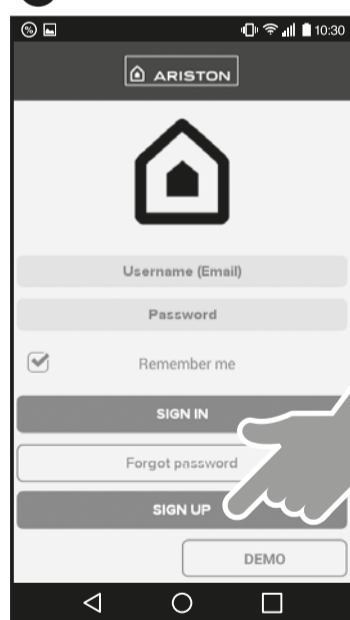 10:30
ARISTON
Username (Email)
Password
Remember me
SIGN IN
Forgot password
SIGN UP
DEMO